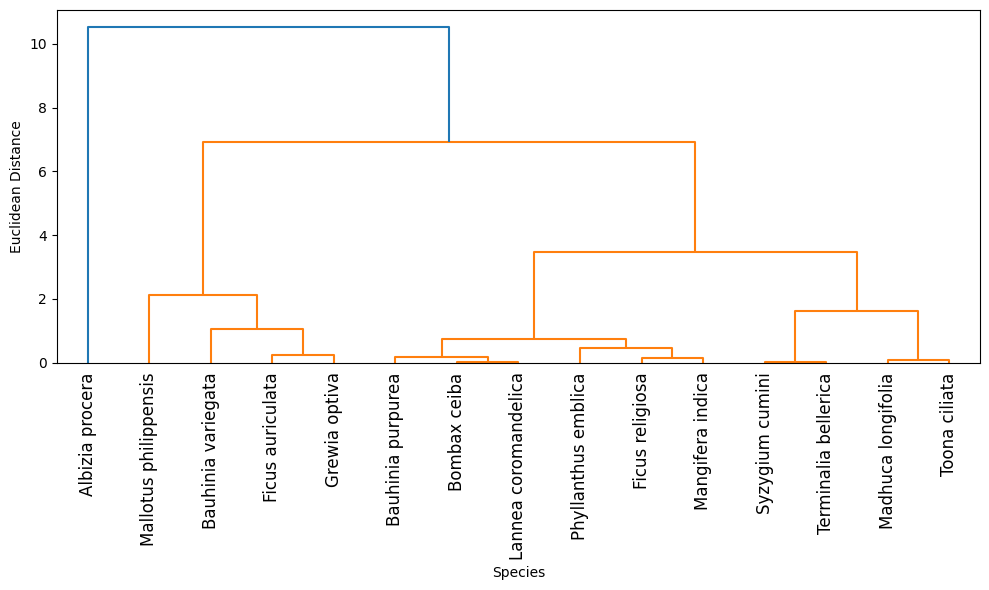 10
8
6
4
2
0
Euclidean Distance
Albizia procera
Mallotus philippensis
Bauhinia variegata
Ficus auriculata
Grewia optiva
Bauhinia purpurea
Bombax ceiba
Lannea coromandelica
Phyllanthus emblica
Ficus religiosa
Mangifera indica
Syzygium cumini
Terminalia bellerica
Madhuca longifolia
Toona ciliata
Species